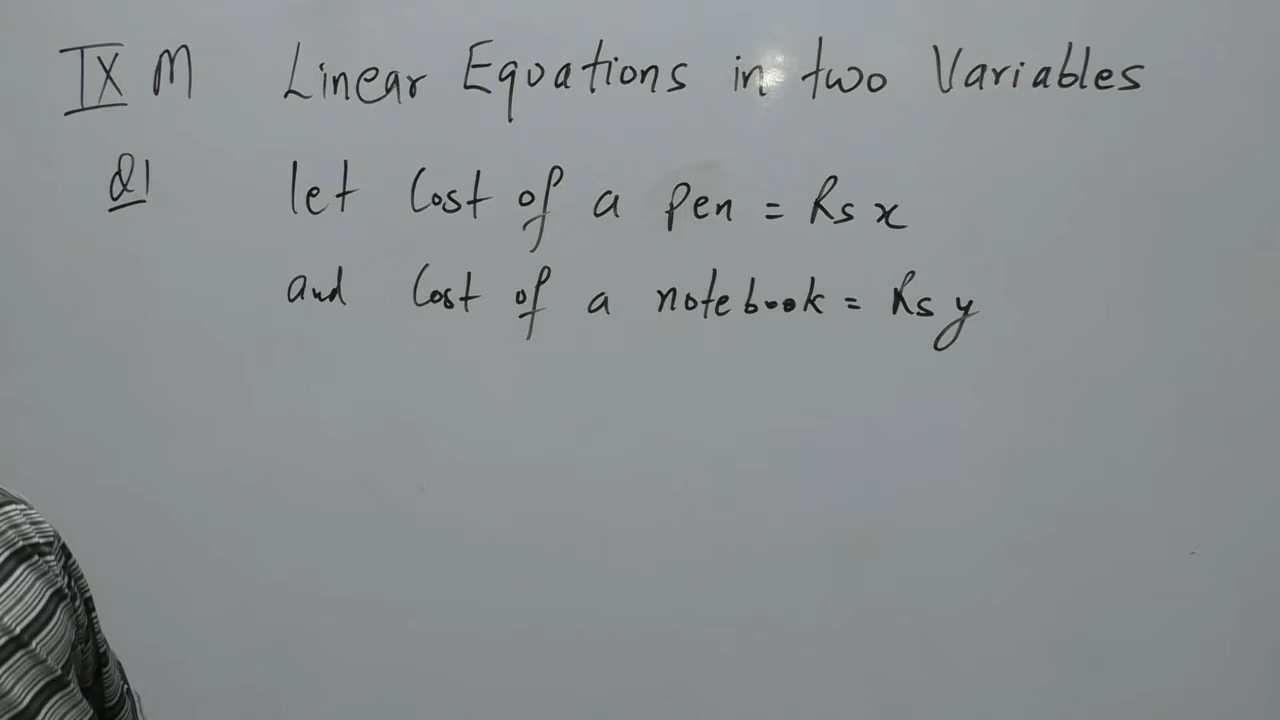 IX M Linear Equations in two Variables
Q1 let Cost of a pen = Rs x
and Cost of a notebook = Rs y